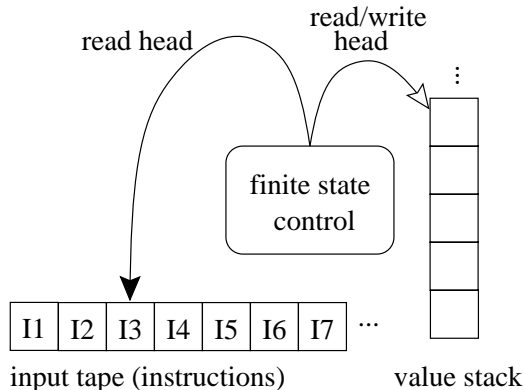 read/write
head
read head
...
finite state
control
I1 I2 I3 I4 I5 I6 I7 ...
input tape (instructions)
value stack